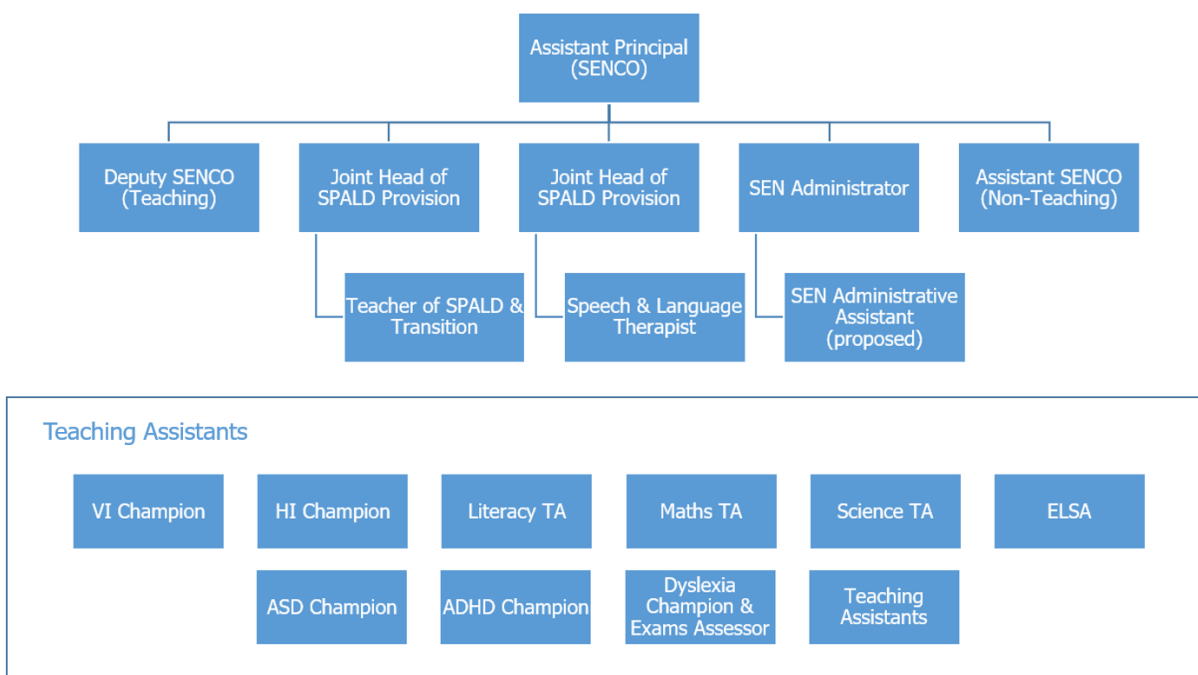 Assistant Principal
(SENCO)
Deputy SENCO
(Teaching)
Joint Head of
SPALD Provision
Joint Head of
SPALD Provision
SEN Administrator
Assistant SENCO
(Non-Teaching)
Teacher of SPALD &
Transition
Speech & Language
Therapist
SEN Administrative
Assistant
(proposed)
Teaching Assistants
VI Champion
HI Champion
Literacy TA
Maths TA
Science TA
ELSA
ASD Champion
ADHD Champion
Dyslexia
Champion &
Exams Assessor
Teaching
Assistants